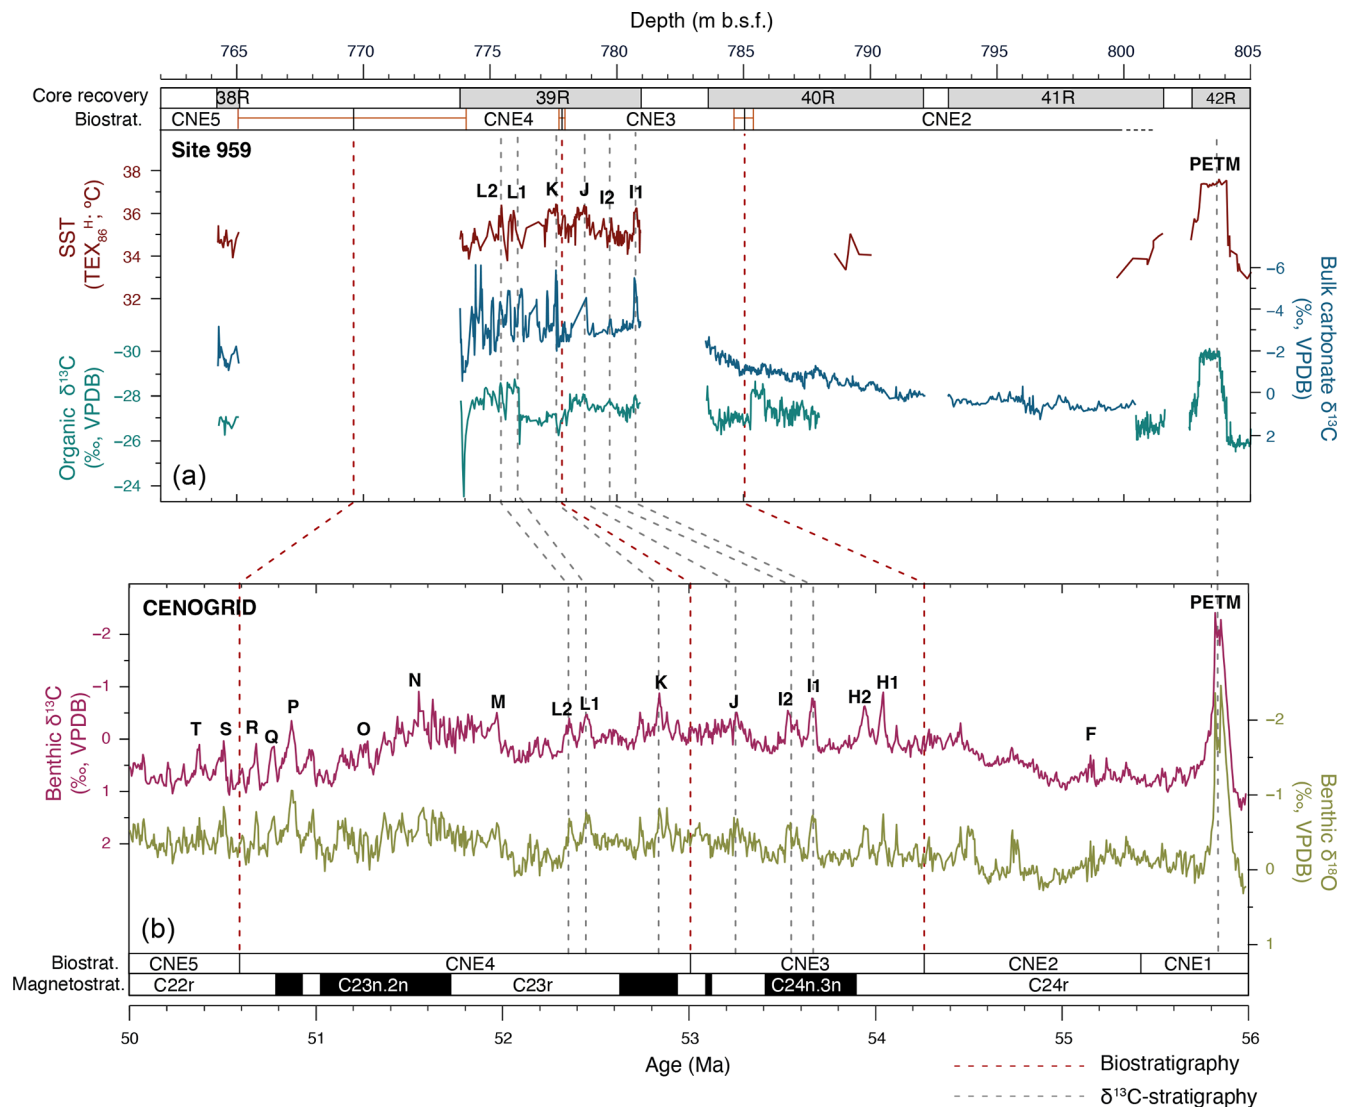 Depth (m b.s.f.)
765 770 775 780 785 790 795 800 805
Core recovery 38R 39R 40R 41R 42R
Biostrat. CNE5 CNE4 CNE3 CNE2
Site 959
PETM
L2 L1 K J I2 I1
38
36
34
32
SST
(TEX86H; ºC)
−30
−28
−26
−24
Organic δ13C
(‰, VPDB)
−6
−4
−2
0
2
Bulk carbonate δ13C
(‰, VPDB)
(a)
CENOGRID
PETM
T S R Q P O N M L2 L1 K J I2 I1 H2 H1 F
−2
−1
0
1
2
Benthic δ13C
(‰, VPDB)
−2
−1
0
1
Benthic δ18O
(‰, VPDB)
(b)
Biostrat. CNE5 CNE4 CNE3 CNE2 CNE1
Magnetostrat. C22r C23n.2n C23r C24n.3n C24r
50 51 52 53 54 55 56
Age (Ma)
Biostratigraphy
δ13C-stratigraphy